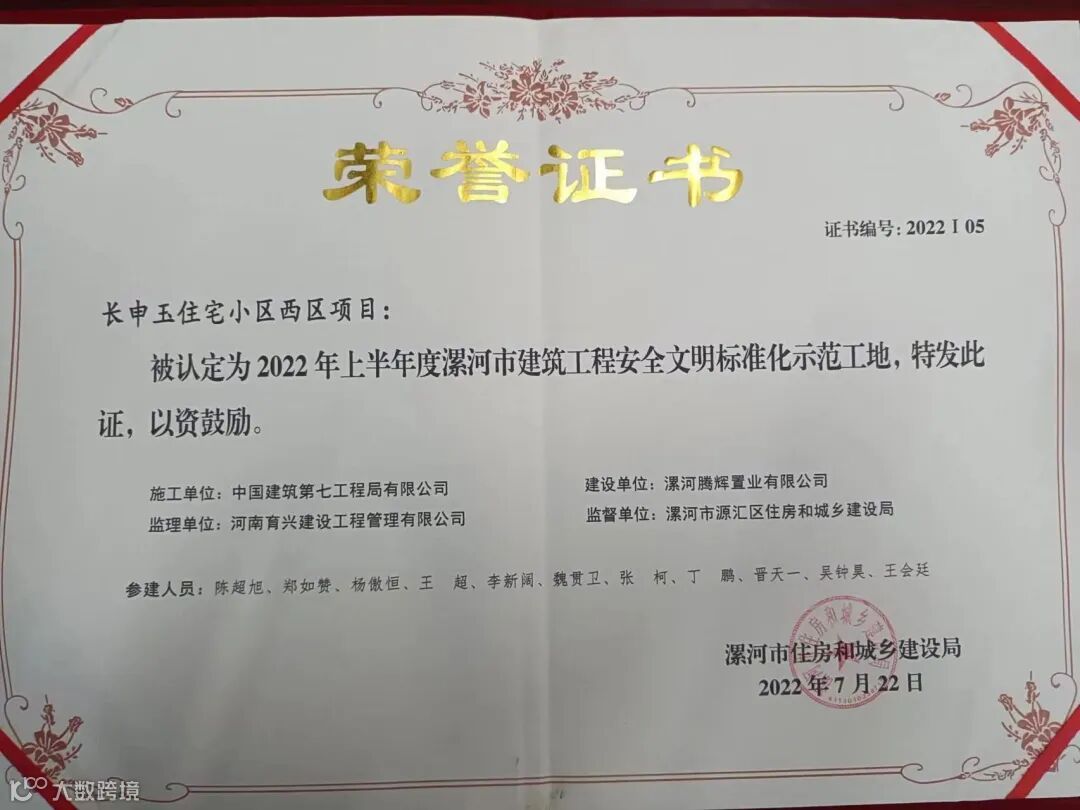 荣誉证书
证书编号：2022Ⅰ05
长申玉住宅小区西区项目：
被认定为2022年上半年度漯河市建筑工程安全文明标准化示范工地，特发此
证，以资鼓励。
施工单位：中国建筑第七工程局有限公司
建设单位：漯河腾辉置业有限公司
监理单位：河南育兴建设工程管理有限公司
监督单位：漯河市源汇区住房和城乡建设局
参建人员：陈超旭、郑如赞、杨傲恒、王　超、李新阔、魏贯卫、张　柯、丁　鹏、晋天一、吴钟昊、王会廷
漯河市住房和城乡建设局
2022年7月22日
大数跨境